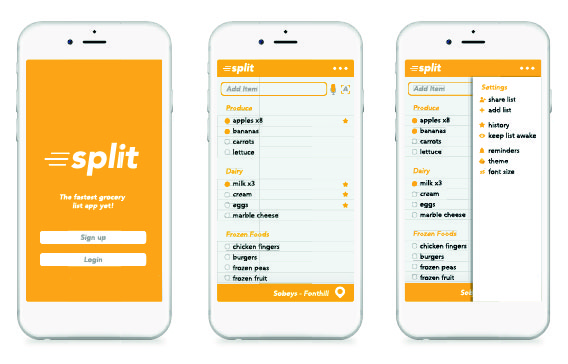 split
The fastest grocery
list app yet!
Sign up
Login
split
Add Item
A
Produce
apples x8
bananas
carrots
lettuce
Dairy
milk x3
cream
eggs
marble cheese
Frozen Foods
chicken fingers
burgers
frozen peas
frozen fruit
Sobeys - Fonthill
split
Add Item
Produce
apples x8
bananas
carrots
lettuce
Dairy
milk x3
cream
eggs
marble cheese
Frozen Foods
chicken fingers
burgers
frozen peas
frozen fruit
Sob
Settings
share list
add list
history
keep list awake
reminders
theme
font size